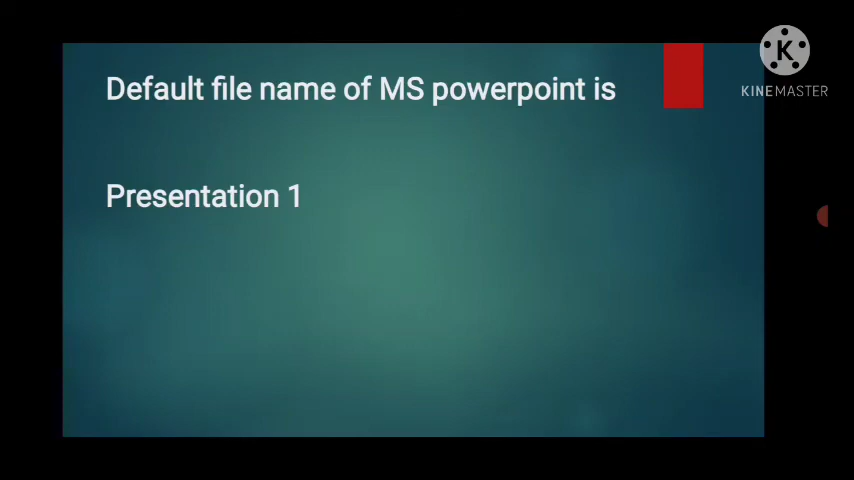 Default file name of MS powerpoint is
Presentation 1
K
KINEMASTER